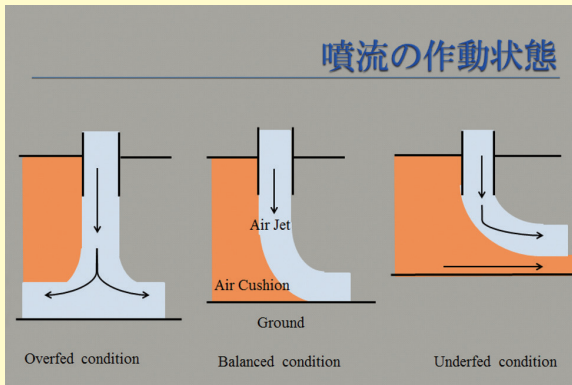 噴流の作動状態
Air Jet
Air Cushion
Ground
Overfed condition
Balanced condition
Underfed condition